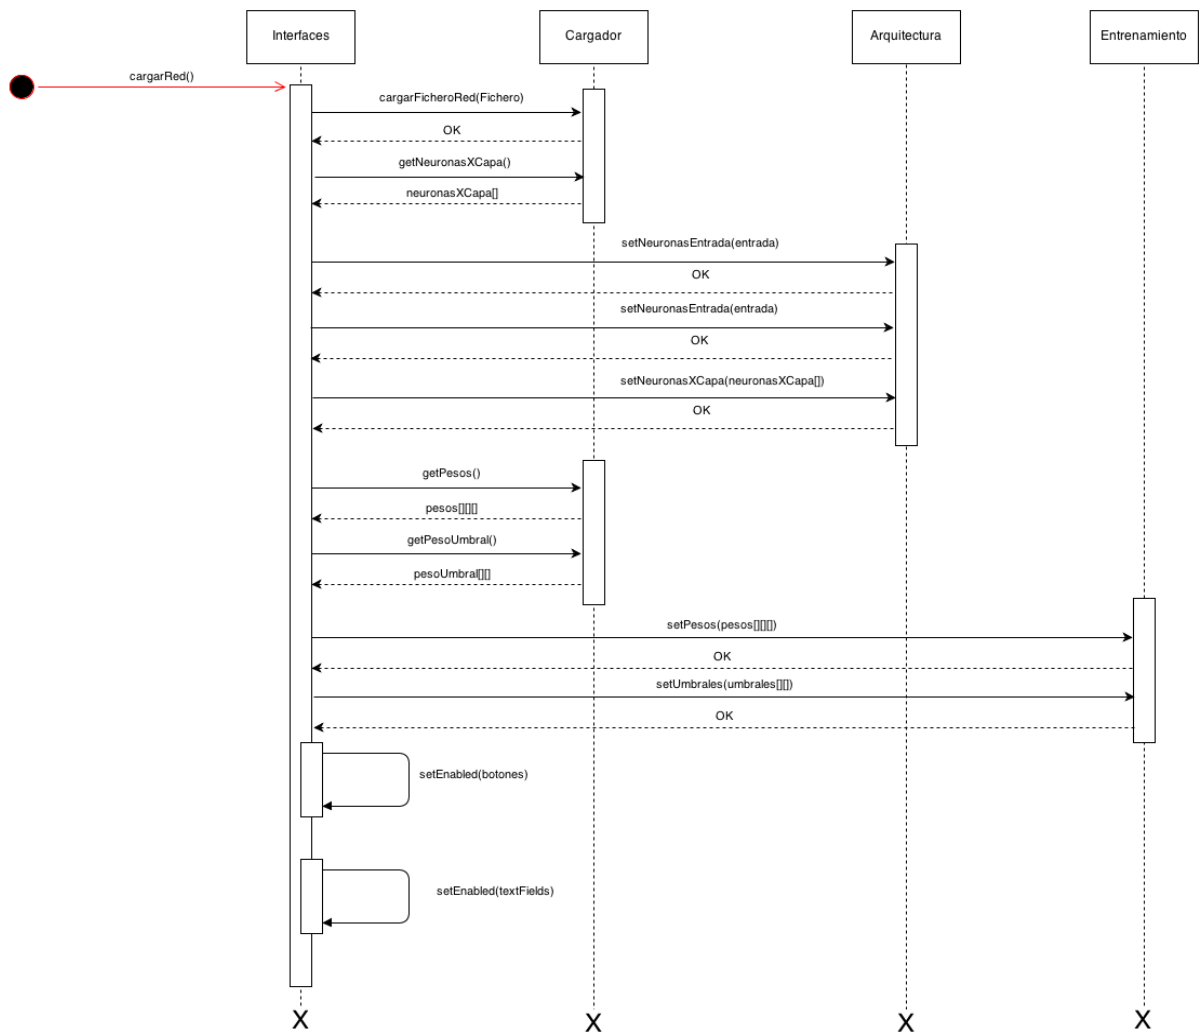 Interfaces
Cargador
Arquitectura
Entrenamiento
cargarRed()
cargarFicheroRed(Fichero)
OK
getNeuronasXCapa()
neuronasXCapa[]
setNeuronasEntrada(entrada)
OK
setNeuronasEntrada(entrada)
OK
setNeuronasXCapa(neuronasXCapa[])
OK
getPesos()
pesos[][][]
getPesoUmbral()
pesoUmbral[][]
setPesos(pesos[][][])
OK
setUmbrales(umbrales[][])
OK
setEnabled(botones)
setEnabled(textFields)
X
X
X
X